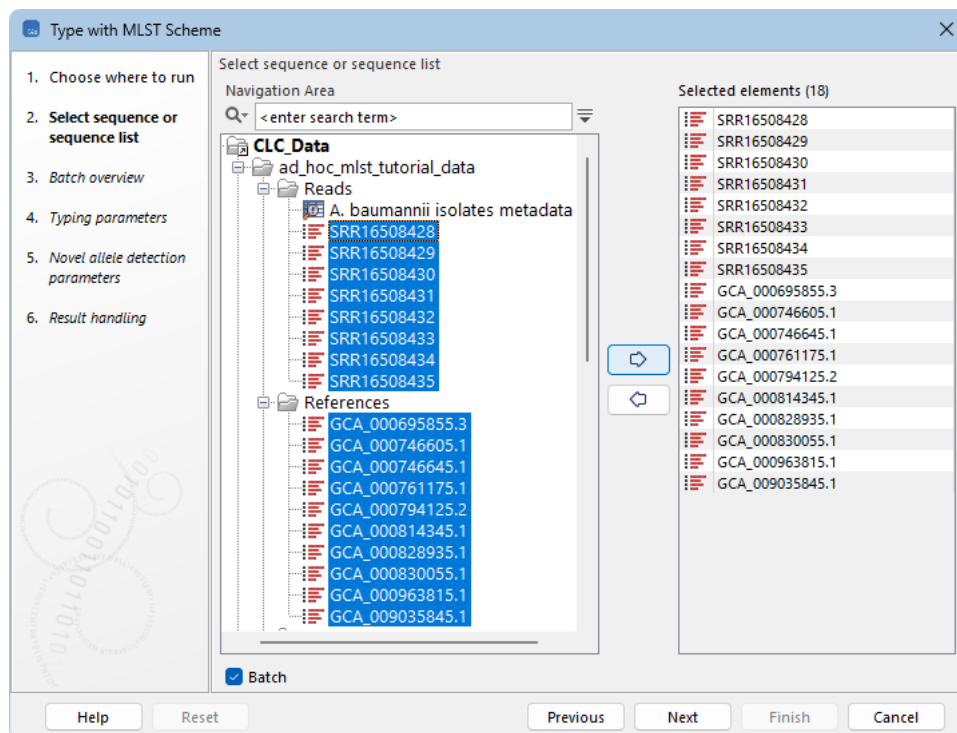 Type with MLST Scheme
1. Choose where to run
2. Select sequence or
sequence list
3. Batch overview
4. Typing parameters
5. Novel allele detection
parameters
6. Result handling
Select sequence or sequence list
Navigation Area
<enter search term>
CLC_Data
ad_hoc_mlst_tutorial_data
Reads
A. baumannii isolates metadata
SRR16508428
SRR16508429
SRR16508430
SRR16508431
SRR16508432
SRR16508433
SRR16508434
SRR16508435
References
GCA_000695855.3
GCA_000746605.1
GCA_000746645.1
GCA_000761175.1
GCA_000794125.2
GCA_000814345.1
GCA_000828935.1
GCA_000830055.1
GCA_000963815.1
GCA_009035845.1
Batch
Selected elements (18)
SRR16508428
SRR16508429
SRR16508430
SRR16508431
SRR16508432
SRR16508433
SRR16508434
SRR16508435
GCA_000695855.3
GCA_000746605.1
GCA_000746645.1
GCA_000761175.1
GCA_000794125.2
GCA_000814345.1
GCA_000828935.1
GCA_000830055.1
GCA_000963815.1
GCA_009035845.1
Help Reset Previous Next Finish Cancel